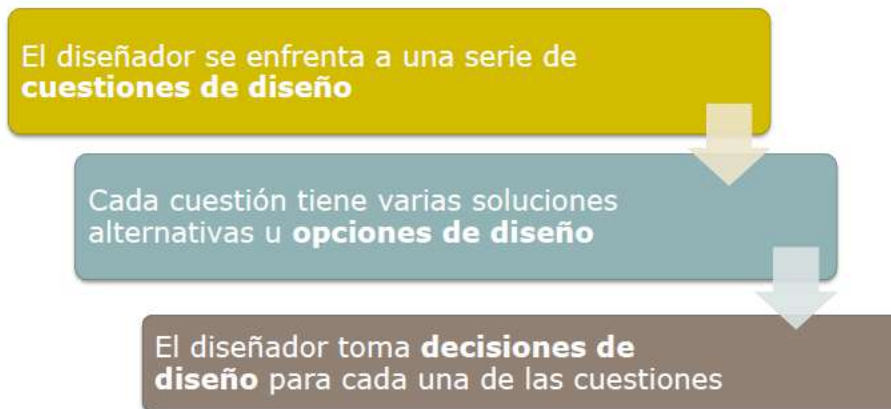 El diseñador se enfrenta a una serie de
cuestiones de diseño
Cada cuestión tiene varias soluciones
alternativas u opciones de diseño
El diseñador toma decisiones de
diseño para cada una de las cuestiones